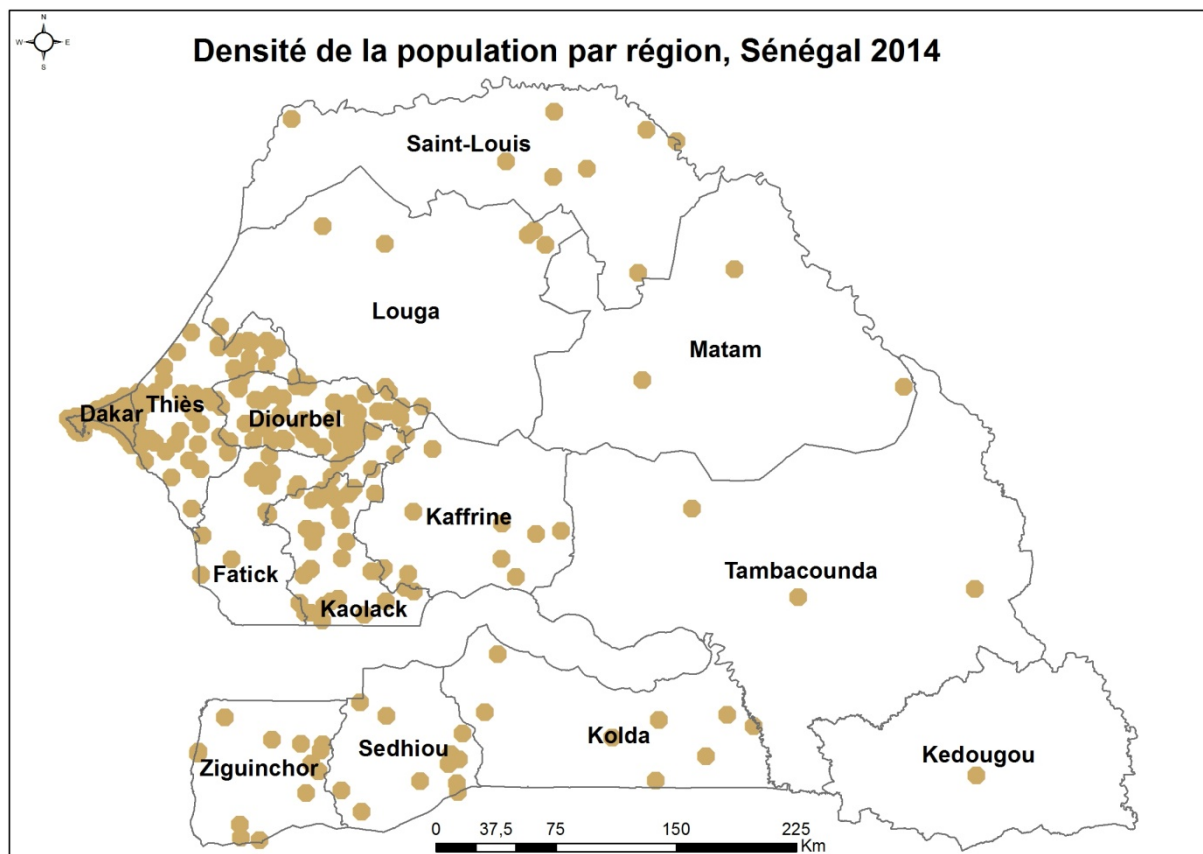 N
W E
S
Densité de la population par région, Sénégal 2014
Saint-Louis
Louga
Matam
Dakar
Thiès
Diourbel
Kaffrine
Fatick
Tambacounda
Kaolack
Kolda
Sedhiou
Kedougou
Ziguinchor
0 37,5 75 150 225
Km